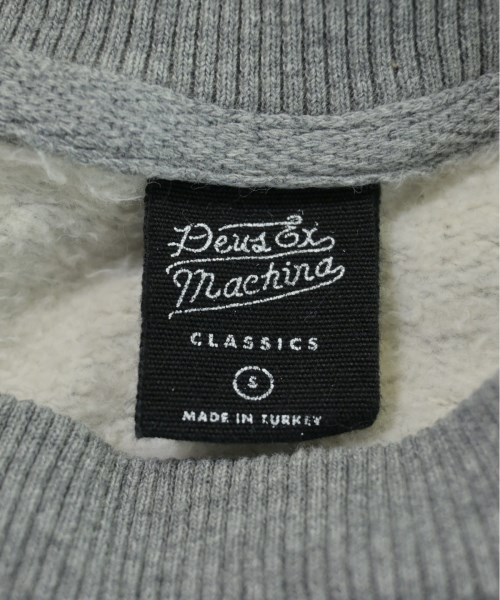 Deus Ex
Machina
CLASSICS
S
MADE IN TURKEY